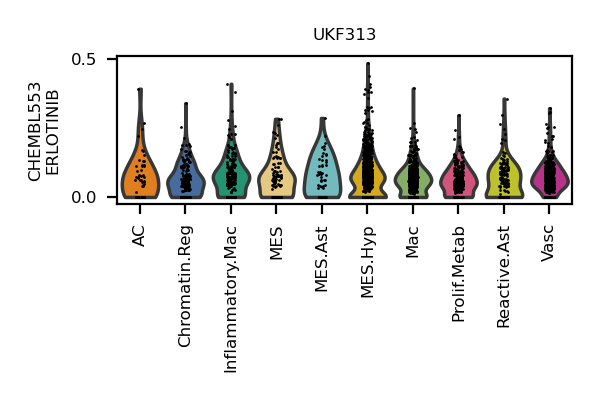 UKF313
CHEMBL553
ERLOTINIB
0.5
0.0
AC
Chromatin.Reg
Inflammatory.Mac
MES
MES.Ast
MES.Hyp
Mac
Prolif.Metab
Reactive.Ast
Vasc